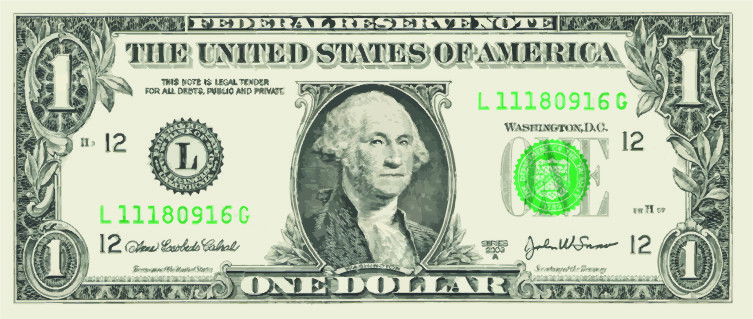 FEDERAL RESERVE NOTE
THE UNITED STATES OF AMERICA
THIS NOTE IS LEGAL TENDER
FOR ALL DEBTS, PUBLIC AND PRIVATE
1
1
L 11180916 G
WASHINGTON, D.C.
H
12
L
12
ONE
L 11180916 G
H
12
Anna Escobedo Cabral
Treasurer of the United States
SERIES
2003
A
John W Snow
12
Secretary of the Treasury
1
WASHINGTON
1
ONE DOLLAR